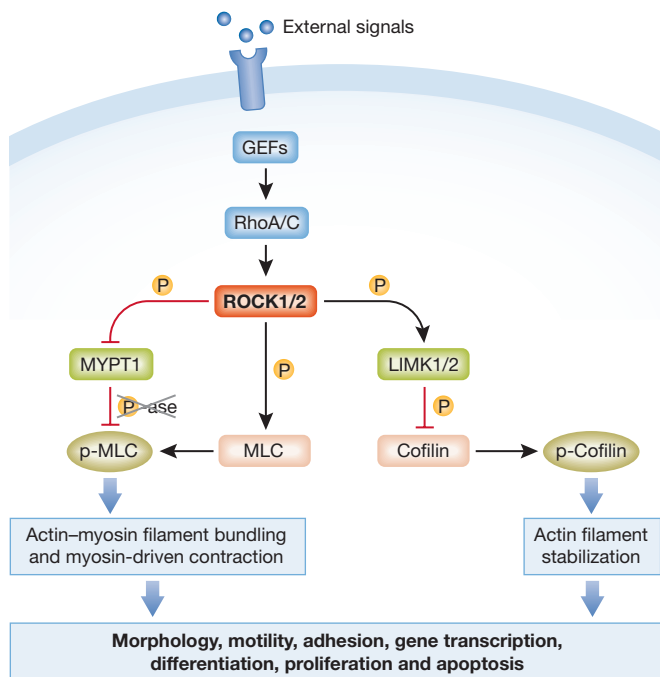 External signals
GEFs
RhoA/C
P
ROCK1/2
P
MYPT1
P
LIMK1/2
P-ase
P
p-MLC
MLC
Cofilin
p-Cofilin
Actin–myosin filament bundling
and myosin-driven contraction
Actin filament
stabilization
Morphology, motility, adhesion, gene transcription,
differentiation, proliferation and apoptosis